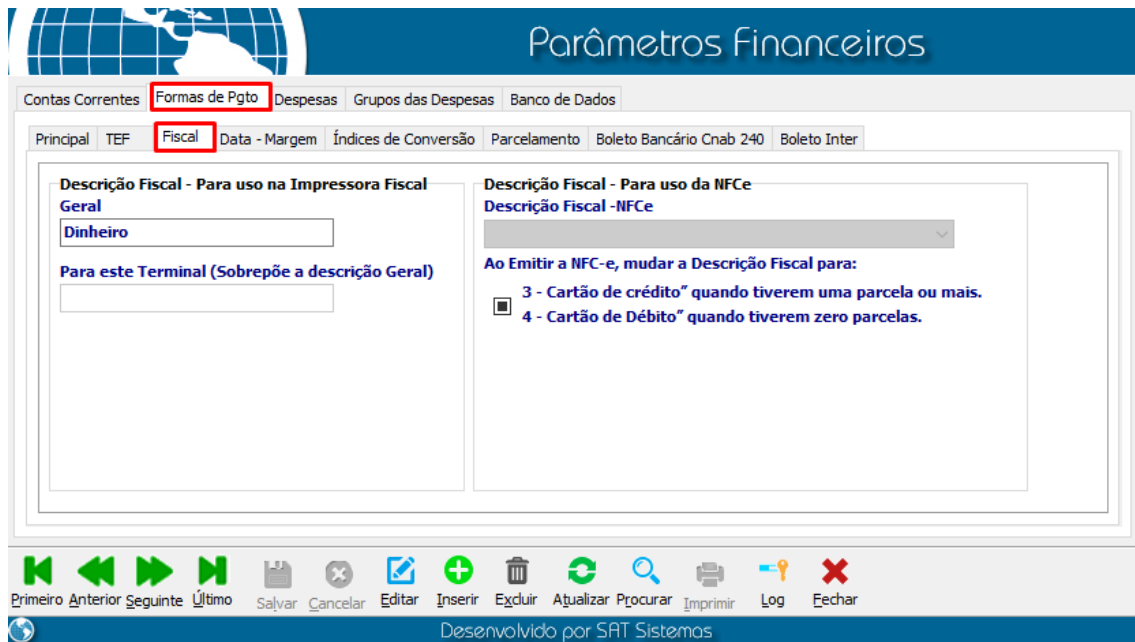 Parâmetros Financeiros
Contas Correntes Formas de Pgto Despesas Grupos das Despesas Banco de Dados
Principal TEF Fiscal Data - Margem Índices de Conversão Parcelamento Boleto Bancário Cnab 240 Boleto Inter
Descrição Fiscal - Para uso na Impressora Fiscal
Geral
Dinheiro
Para este Terminal (Sobrepõe a descrição Geral)
Descrição Fiscal - Para uso da NFCe
Descrição Fiscal -NFCe
Ao Emitir a NFC-e, mudar a Descrição Fiscal para:
3 - Cartão de crédito” quando tiverem uma parcela ou mais.
4 - Cartão de Débito” quando tiverem zero parcelas.
Primeiro Anterior Seguinte Último Salvar Cancelar Editar Inserir Excluir Atualizar Procurar Imprimir Log Fechar
Desenvolvido por SAT Sistemas